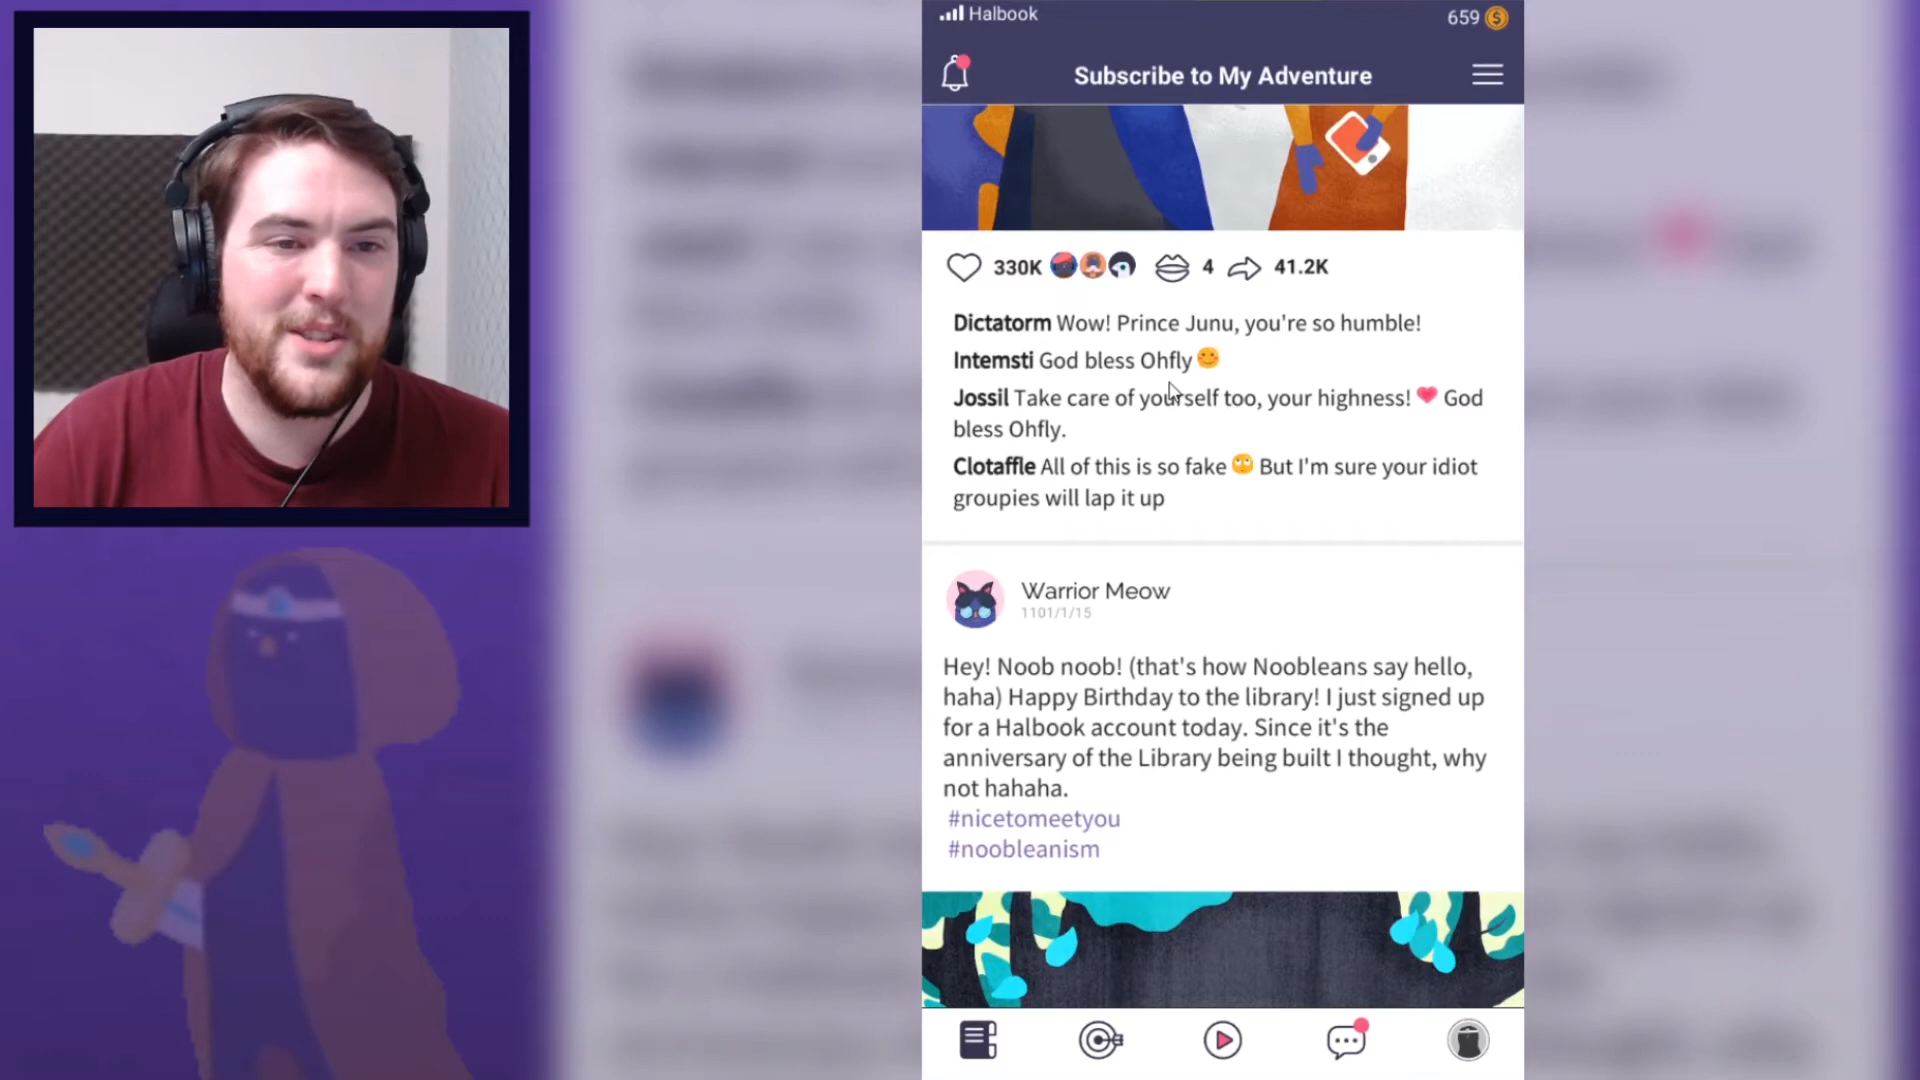 Halbook
659
Subscribe to My Adventure
330K 4 41.2K
Dictatorm Wow! Prince Junu, you're so humble!
Intemsti God bless Ohfly
Jossil Take care of yourself too, your highness! God
bless Ohfly.
Clotaffle All of this is so fake But I'm sure your idiot
groupies will lap it up
Warrior Meow
1101/1/15
Hey! Noob noob! (that's how Noobleans say hello,
haha) Happy Birthday to the library! I just signed up
for a Halbook account today. Since it's the
anniversary of the Library being built I thought, why
not hahaha.
#nicetomeetyou
#noobleanism